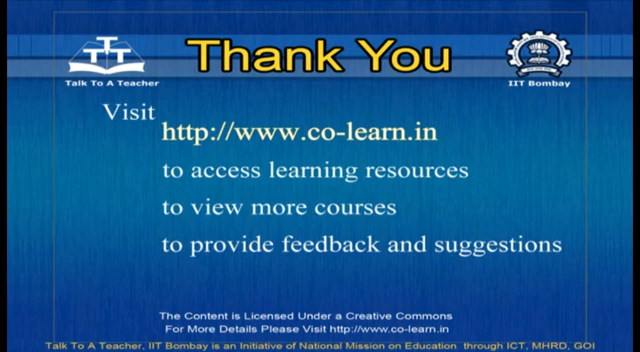 Thank You
TTT
Talk To A Teacher
IIT Bombay
Visit
http://www.co-learn.in
to access learning resources
to view more courses
to provide feedback and suggestions
The Content is Licensed Under a Creative Commons
For More Details Please Visit http://www.co-learn.in
Talk To A Teacher, IIT Bombay is an Initiative of National Mission on Education through ICT, MHRD, GOI